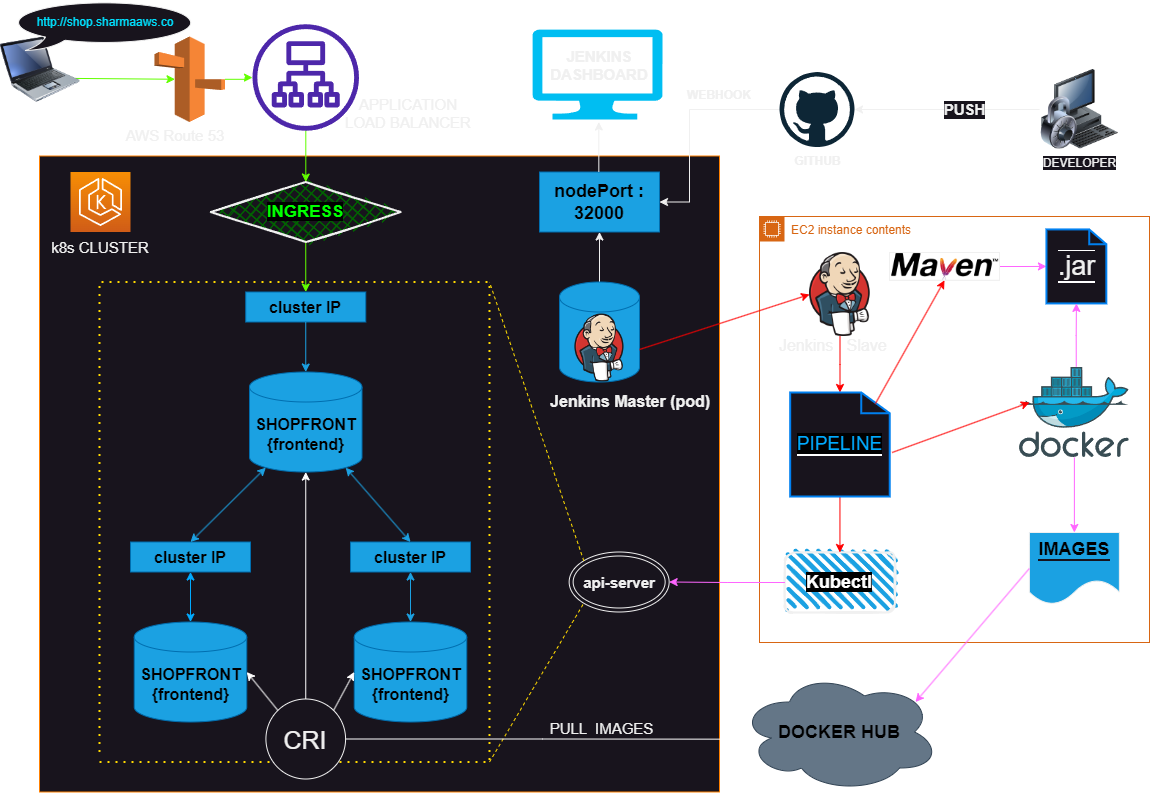 http://shop.sharmaaws.co
AWS Route 53
APPLICATION
LOAD BALANCER
JENKINS
DASHBOARD
WEBHOOK
GITHUB
PUSH
DEVELOPER
k8s CLUSTER
INGRESS
nodePort :
32000
cluster IP
SHOPFRONT
{frontend}
cluster IP
cluster IP
SHOPFRONT
{frontend}
SHOPFRONT
{frontend}
CRI
PULL IMAGES
Jenkins Master (pod)
api-server
EC2 instance contents
Jenkins Slave
Maven™
.jar
PIPELINE
docker
Kubectl
IMAGES
DOCKER HUB